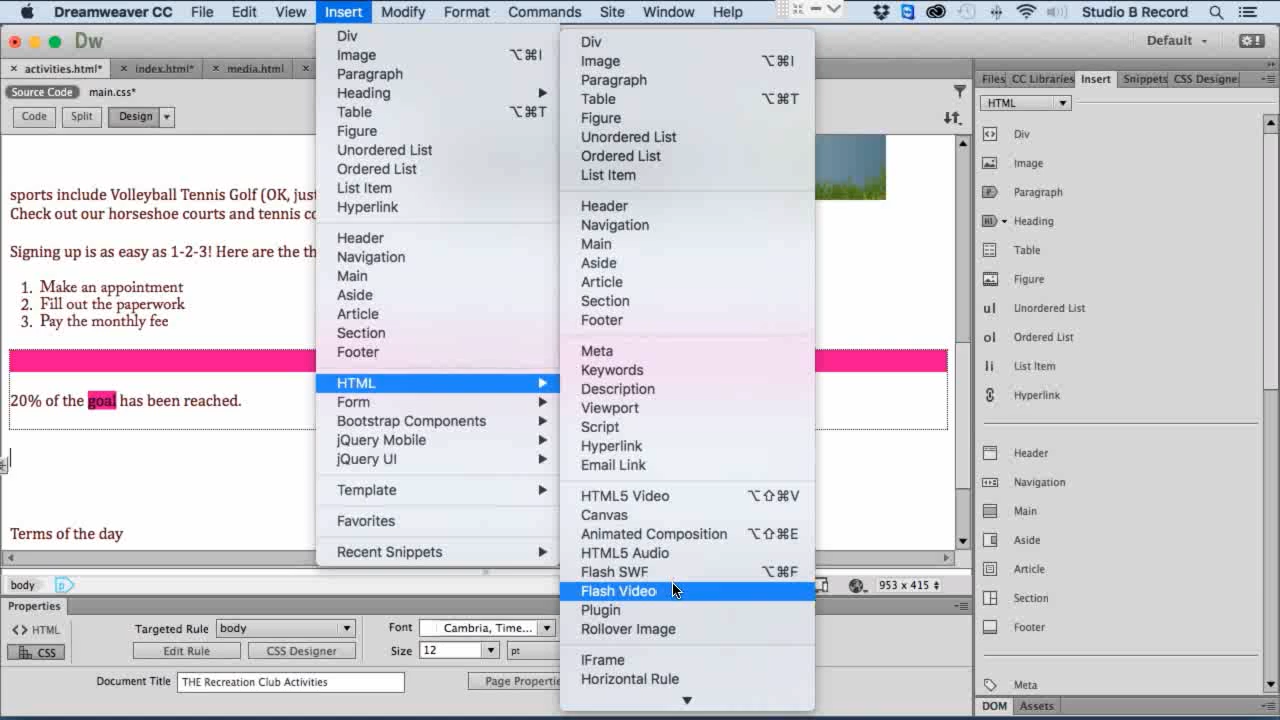 Dreamweaver CC File Edit View Insert Modify Format Commands Site Window Help Studio B Record
Dw
Default
× activities.html* × index.html* × media.html ×
Source Code main.css*
Code Split Design
sports include Volleyball Tennis Golf (OK, just
Check out our horseshoe courts and tennis co
Signing up is as easy as 1-2-3! Here are the th
1. Make an appointment
2. Fill out the paperwork
3. Pay the monthly fee
20% of the goal has been reached.
Terms of the day
body
953 x 415
Div
Image ⌥⌘I
Paragraph
Heading
Table ⌥⌘T
Figure
Unordered List
Ordered List
List Item
Hyperlink
Header
Navigation
Main
Aside
Article
Section
Footer
HTML
Form
Bootstrap Components
jQuery Mobile
jQuery UI
Template
Favorites
Recent Snippets
Div
Image ⌥⌘I
Paragraph
Table ⌥⌘T
Figure
Unordered List
Ordered List
List Item
Header
Navigation
Main
Aside
Article
Section
Footer
Meta
Keywords
Description
Viewport
Script
Hyperlink
Email Link
HTML5 Video ⌥⇧⌘V
Canvas
Animated Composition ⌥⇧⌘E
HTML5 Audio
Flash SWF ⌥⌘F
Flash Video
Plugin
Rollover Image
IFrame
Horizontal Rule
Files CC Libraries Insert Snippets CSS Designe
HTML
Div
Image
Paragraph
Heading
Table
Figure
ul Unordered List
ol Ordered List
li List Item
Hyperlink
Header
Navigation
Main
Aside
Article
Section
Footer
Meta
DOM Assets
Properties
<> HTML Targeted Rule body Font Cambria, Time...
CSS Edit Rule CSS Designer Size 12 pt
Document Title THE Recreation Club Activities Page Properti